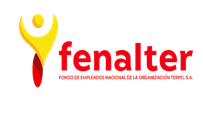 fenalter
FONDO DE EMPLEADOS NACIONAL DE LA ORGANIZACIÓN TERPEL S.A.